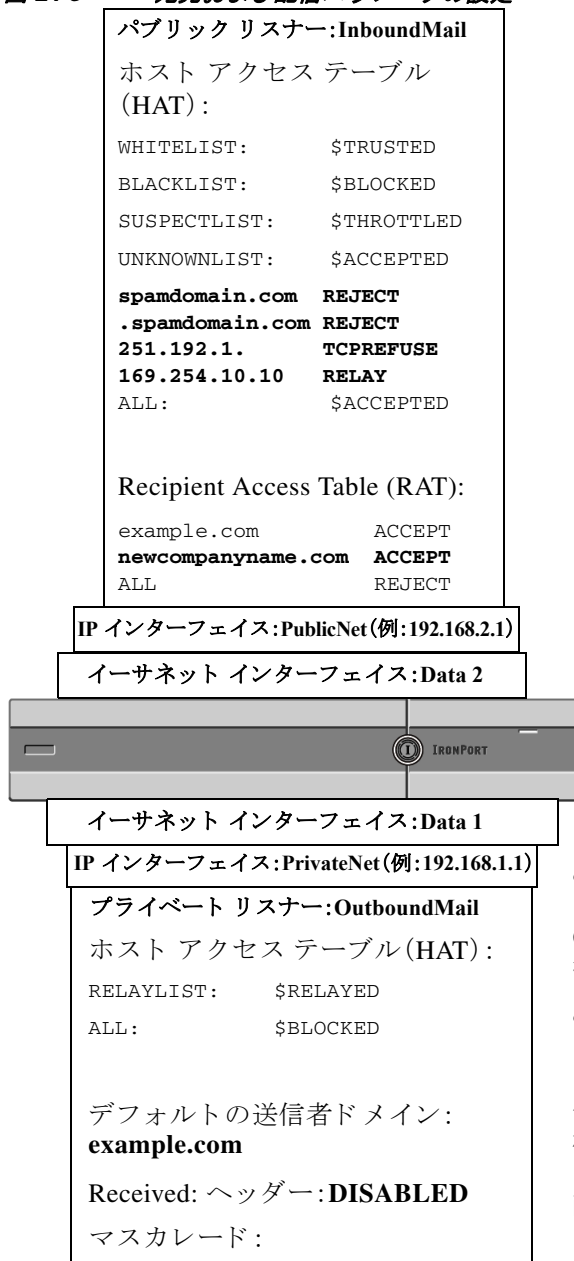 パブリック リスナー:InboundMail
ホスト アクセス テーブル
(HAT):
WHITELIST: $TRUSTED
BLACKLIST: $BLOCKED
SUSPECTLIST: $THROTTLED
UNKNOWNLIST: $ACCEPTED
spamdomain.com REJECT
.spamdomain.com REJECT
251.192.1. TCPREFUSE
169.254.10.10 RELAY
ALL: $ACCEPTED
Recipient Access Table (RAT):
example.com ACCEPT
newcompanyname.com ACCEPT
ALL REJECT
IP インターフェイス:PublicNet(例:192.168.2.1)
イーサネット インターフェイス:Data 2
IRONPORT
イーサネット インターフェイス:Data 1
IP インターフェイス:PrivateNet(例:192.168.1.1)
プライベート リスナー:OutboundMail
ホスト アクセス テーブル(HAT):
RELAYLIST: $RELAYED
ALL: $BLOCKED
デフォルトの送信者ドメイン:
example.com
Received: ヘッダー:DISABLED
マスカレード: